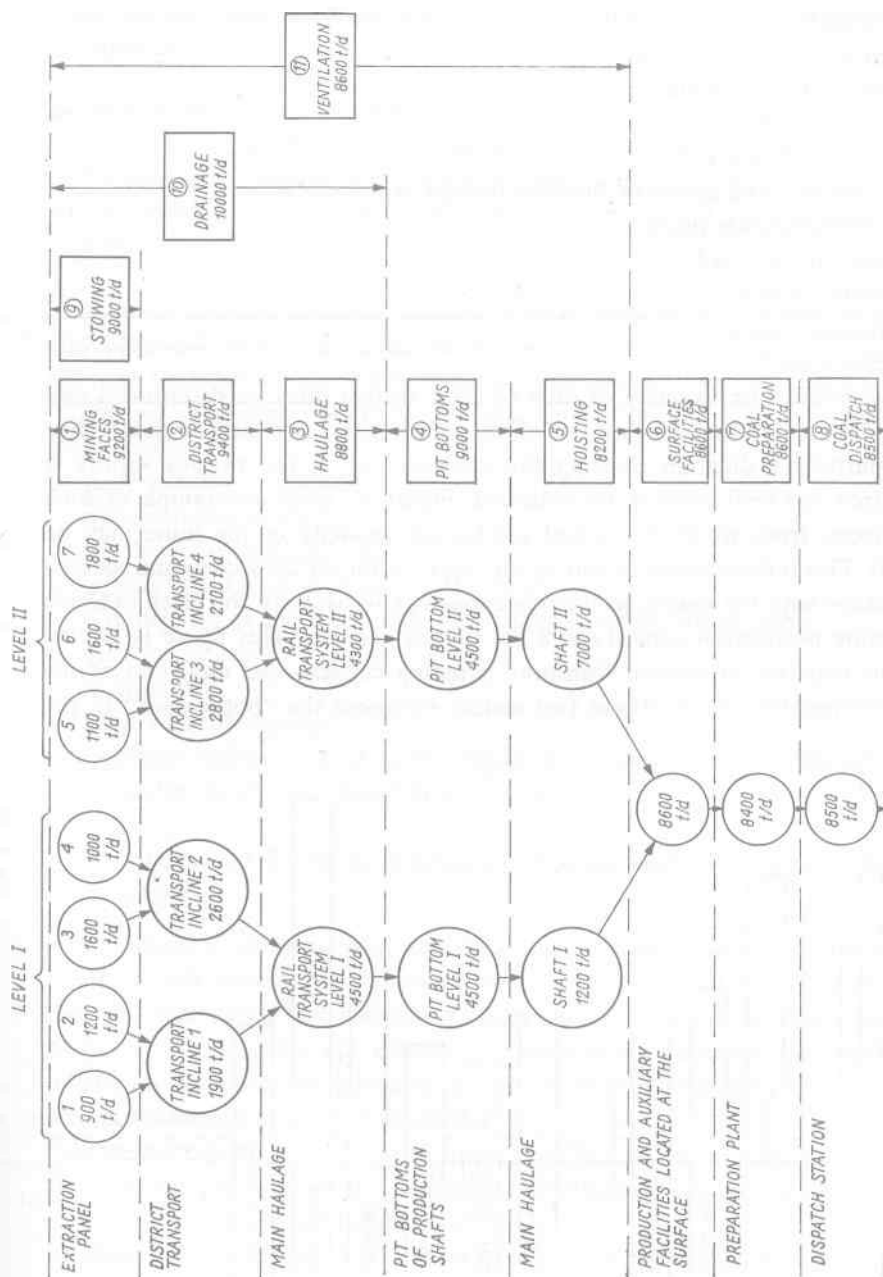 LEVEL I
LEVEL II
EXTRACTION
PANEL
1
900
t/d
2
1200
t/d
3
1600
t/d
4
1000
t/d
5
1100
t/d
6
1600
t/d
7
1800
t/d
①
MINING
FACES
9200 t/d
⑨
STOWING
9000 t/d
DISTRICT
TRANSPORT
TRANSPORT
INCLINE 1
1900 t/d
TRANSPORT
INCLINE 2
2600 t/d
TRANSPORT
INCLINE 3
2800 t/d
TRANSPORT
INCLINE 4
2100 t/d
②
DISTRICT
TRANSPORT
9400 t/d
⑩
DRAINAGE
10000 t/d
MAIN HAULAGE
RAIL
TRANSPORT
SYSTEM
LEVEL I
4500 t/d
RAIL
TRANSPORT
SYSTEM
LEVEL II
4300 t/d
③
HAULAGE
8800 t/d
⑪
VENTILATION
8600 t/d
PIT BOTTOMS
OF PRODUCTION
SHAFTS
PIT BOTTOM
LEVEL I
4500 t/d
PIT BOTTOM
LEVEL II
4500 t/d
④
PIT BOTTOMS
9000 t/d
MAIN HAULAGE
SHAFT I
1200 t/d
SHAFT II
7000 t/d
⑤
HOISTING
8200 t/d
PRODUCTION AND AUXILIARY
FACILITIES LOCATED AT THE
SURFACE
8600
t/d
⑥
SURFACE
FACILITIES
8600 t/d
PREPARATION PLANT
8400
t/d
⑦
COAL
PREPARATION
8600 t/d
DISPATCH STATION
8500
t/d
⑧
COAL
DISPATCH
8500 t/d